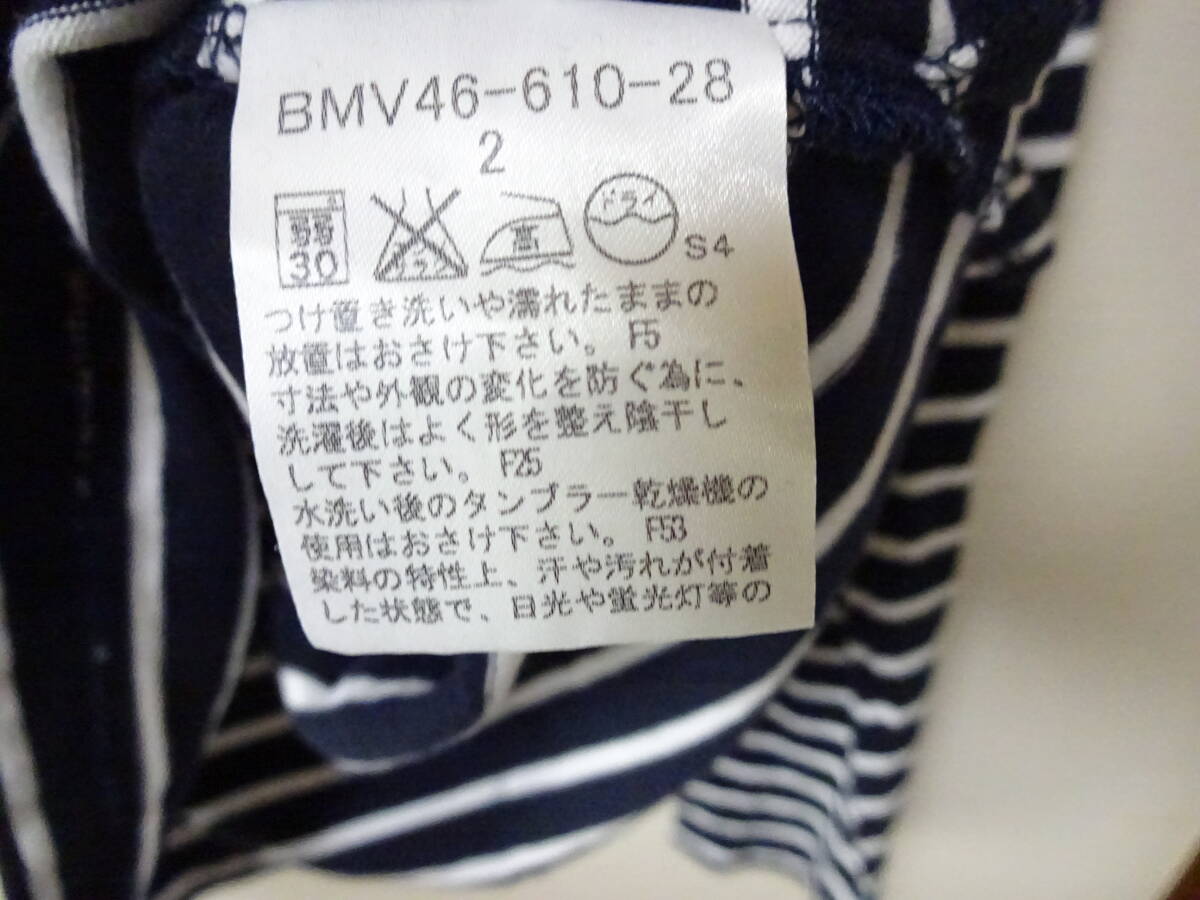 BMV46-610-28
2
弱
30
エンソ
サラシ
高
ドライ
S4
つけ置き洗いや濡れたままの
放置はおさけ下さい。 F5
寸法や外観の変化を防ぐ為に、
洗濯後はよく形を整え陰干し
して下さい。 F25
水洗い後のタンブラー乾燥機の
使用はおさけ下さい。 F53
染料の特性上、汗や汚れが付着
した状態で、日光や蛍光灯等の